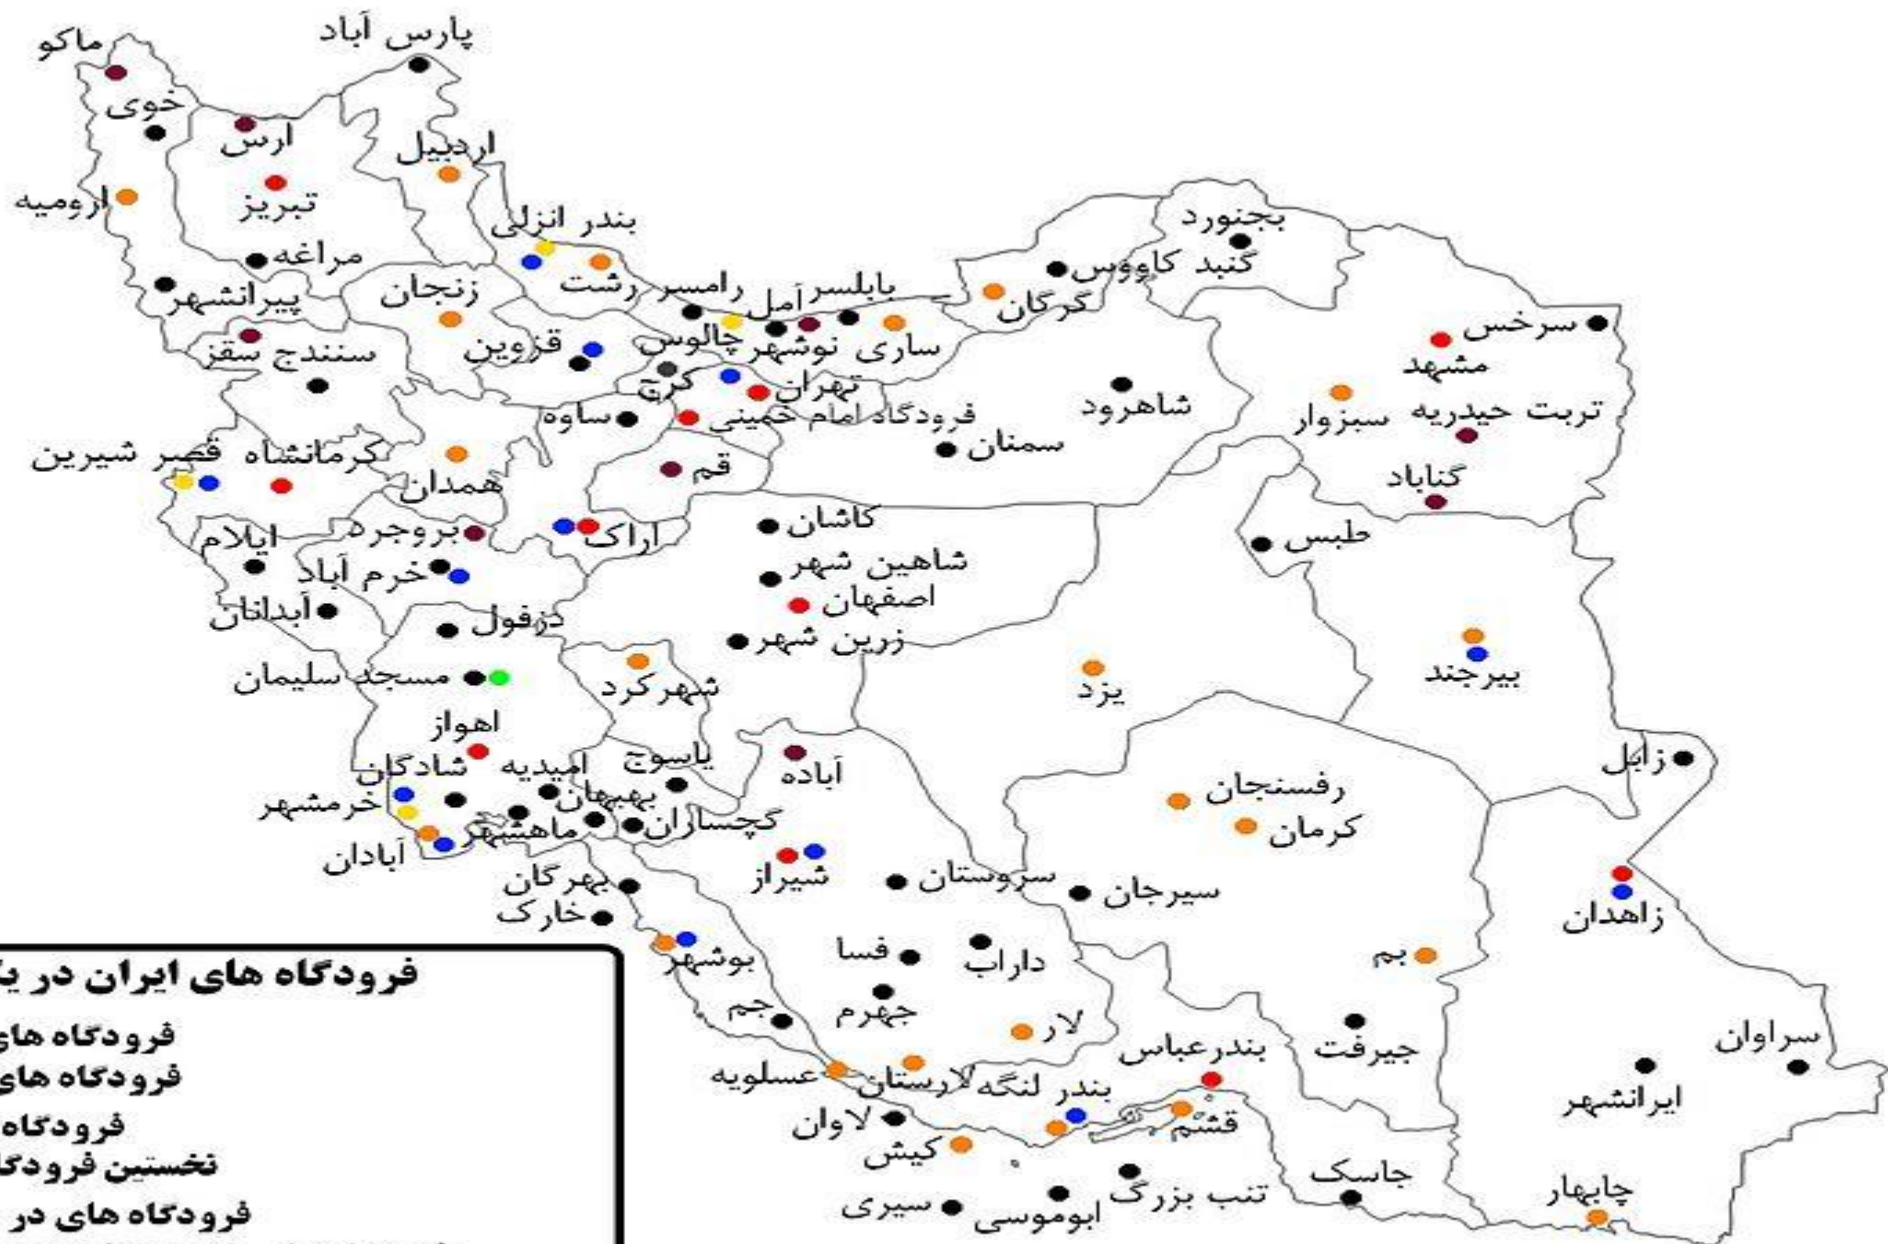 ماکو
پارس آباد
خوی
ارس
اردبیل
ارومیه
تبریز
بندر انزلی
بجنورد
مراغه
گنبد کاووس
پیرانشهر
زنجان
رشت
رامسر
آمل
بابلسر
گرگان
سرخس
سنندج
سقز
قزوین
چالوس
نوشهر
ساری
مشهد
کرج
تهران
شاهرود
سبزوار
تربت حیدریه
ساوه
فرودگاه امام خمینی
سمنان
قصر شیرین
کرمانشاه
همدان
قم
گناباد
ایلام
بروجرد
اراک
کاشان
طبس
خرم آباد
شاهین شهر
اصفهان
آبدانان
دزفول
زرین شهر
مسجد سلیمان
شهرکرد
یزد
بیرجند
اهواز
شادگان
امیدیه
یاسوج
آباده
زابل
خرمشهر
بهبهان
رفسنجان
ماهشهر
گچساران
کرمان
آبادان
شیراز
سروستان
سیرجان
بهرگان
زاهدان
خارک
بوشهر
فسا
داراب
بم
جم
جهرم
لار
جیرفت
سراوان
بندرعباس
عسلویه
لارستان
بندر لنگه
ایرانشهر
لاوان
قشم
کیش
جاسک
چابهار
سیری
ابوموسی
تنب بزرگ
فرودگاه های ایران در یک
فرودگاه های
فرودگاه های
فرودگاه
نخستین فرودگاه
فرودگاه های در